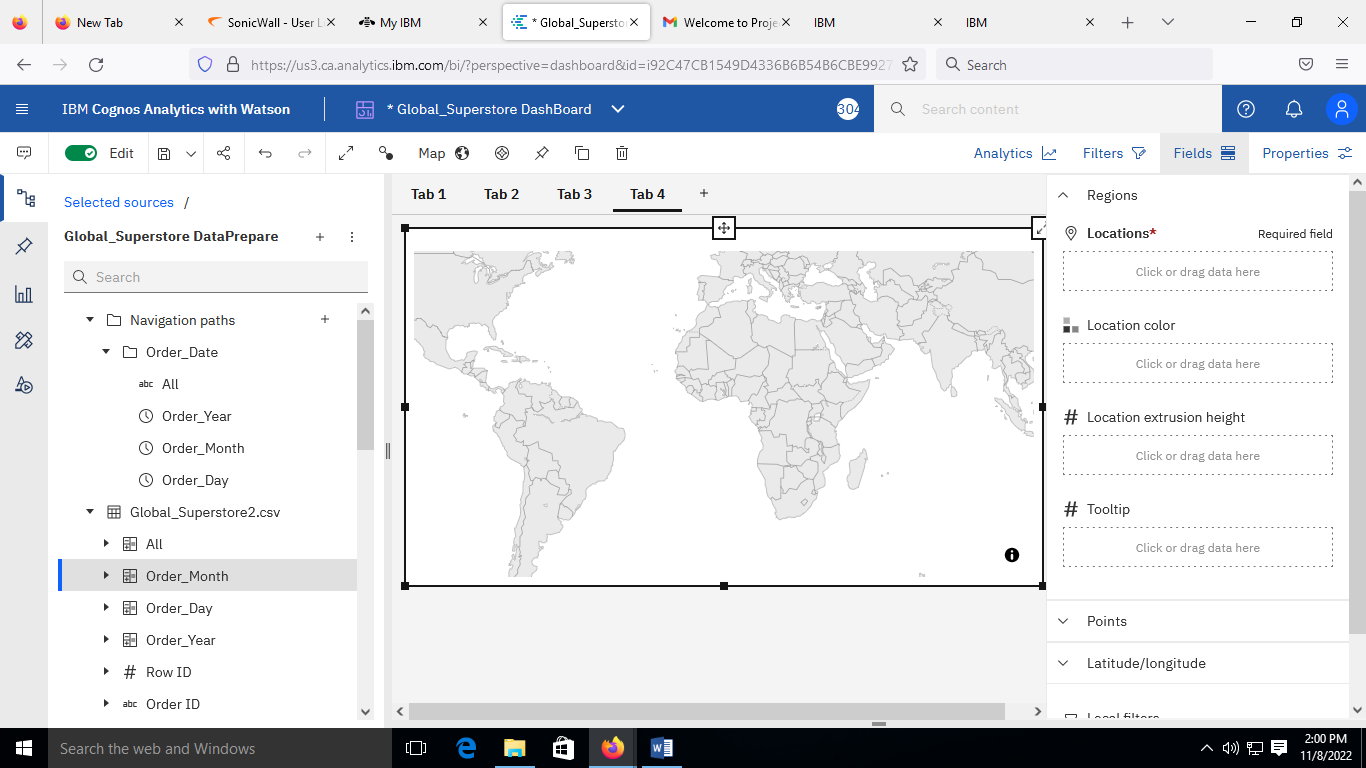 New Tab
SonicWall - User L
My IBM
* Global_Superstor
Welcome to Proje
IBM
IBM
https://us3.ca.analytics.ibm.com/bi/?perspective=dashboard&id=i92C47CB1549D4336B6B54B6CBE9927
Search
IBM Cognos Analytics with Watson
* Global_Superstore DashBoard
304
Search content
Edit
Map
Analytics
Filters
Fields
Properties
Selected sources /
Global_Superstore DataPrepare
Search
Navigation paths
Order_Date
abc All
Order_Year
Order_Month
Order_Day
Global_Superstore2.csv
All
Order_Month
Order_Day
Order_Year
# Row ID
abc Order ID
Tab 1
Tab 2
Tab 3
Tab 4
Regions
Locations*
Required field
Click or drag data here
Location color
Click or drag data here
# Location extrusion height
Click or drag data here
# Tooltip
Click or drag data here
Points
Latitude/longitude
Local filters
Search the web and Windows
2:00 PM
11/8/2022